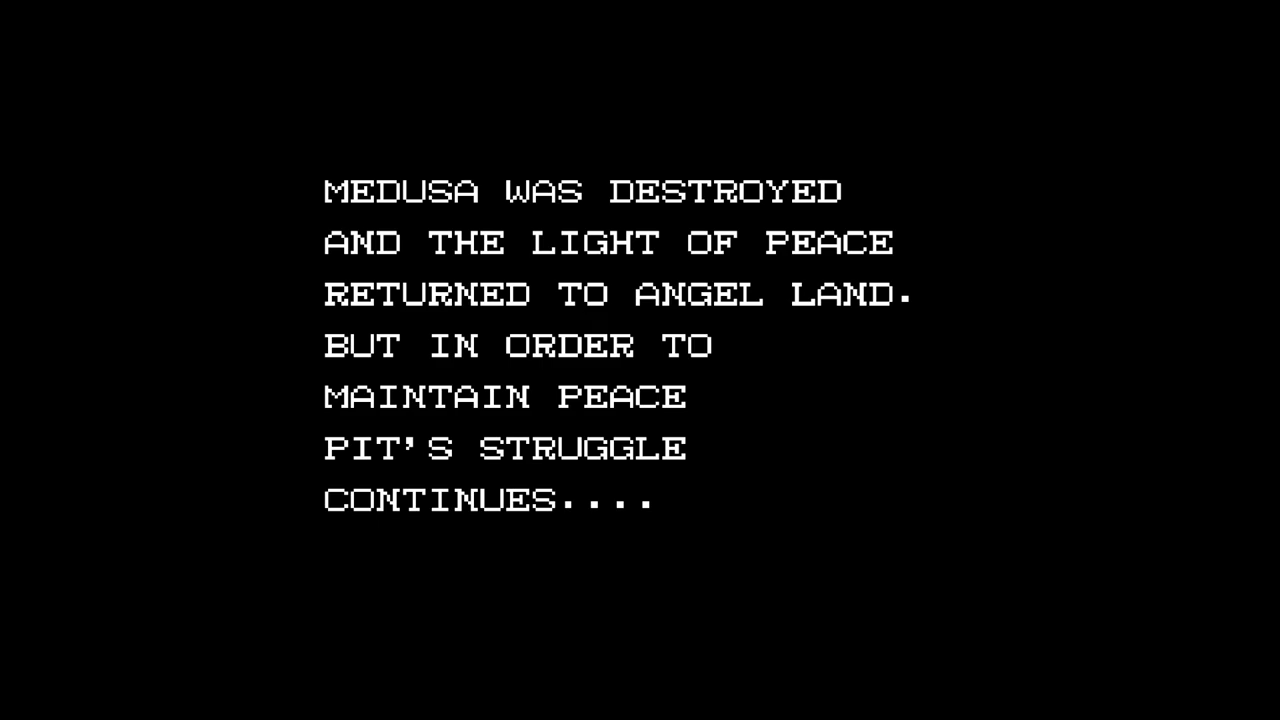 MEDUSA WAS DESTROYED
AND THE LIGHT OF PEACE
RETURNED TO ANGEL LAND.
BUT IN ORDER TO
MAINTAIN PEACE
PIT'S STRUGGLE
CONTINUES....